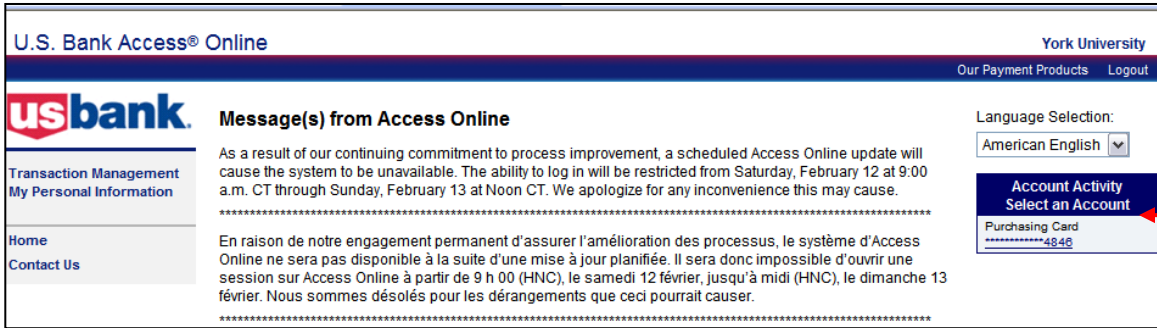 U.S. Bank Access® Online
York University
Our Payment Products Logout
usbank.
Transaction Management
My Personal Information
Home
Contact Us
Message(s) from Access Online
As a result of our continuing commitment to process improvement, a scheduled Access Online update will
cause the system to be unavailable. The ability to log in will be restricted from Saturday, February 12 at 9:00
a.m. CT through Sunday, February 13 at Noon CT. We apologize for any inconvenience this may cause.
********************************************************************************************************************
En raison de notre engagement permanent d'assurer l'amélioration des processus, le système d'Access
Online ne sera pas disponible à la suite d'une mise à jour planifiée. Il sera donc impossible d'ouvrir une
session sur Access Online à partir de 9 h 00 (HNC), le samedi 12 février, jusqu'à midi (HNC), le dimanche 13
février. Nous sommes désolés pour les dérangements que ceci pourrait causer.
********************************************************************************************************************
Language Selection:
American English
Account Activity
Select an Account
Purchasing Card
************4846